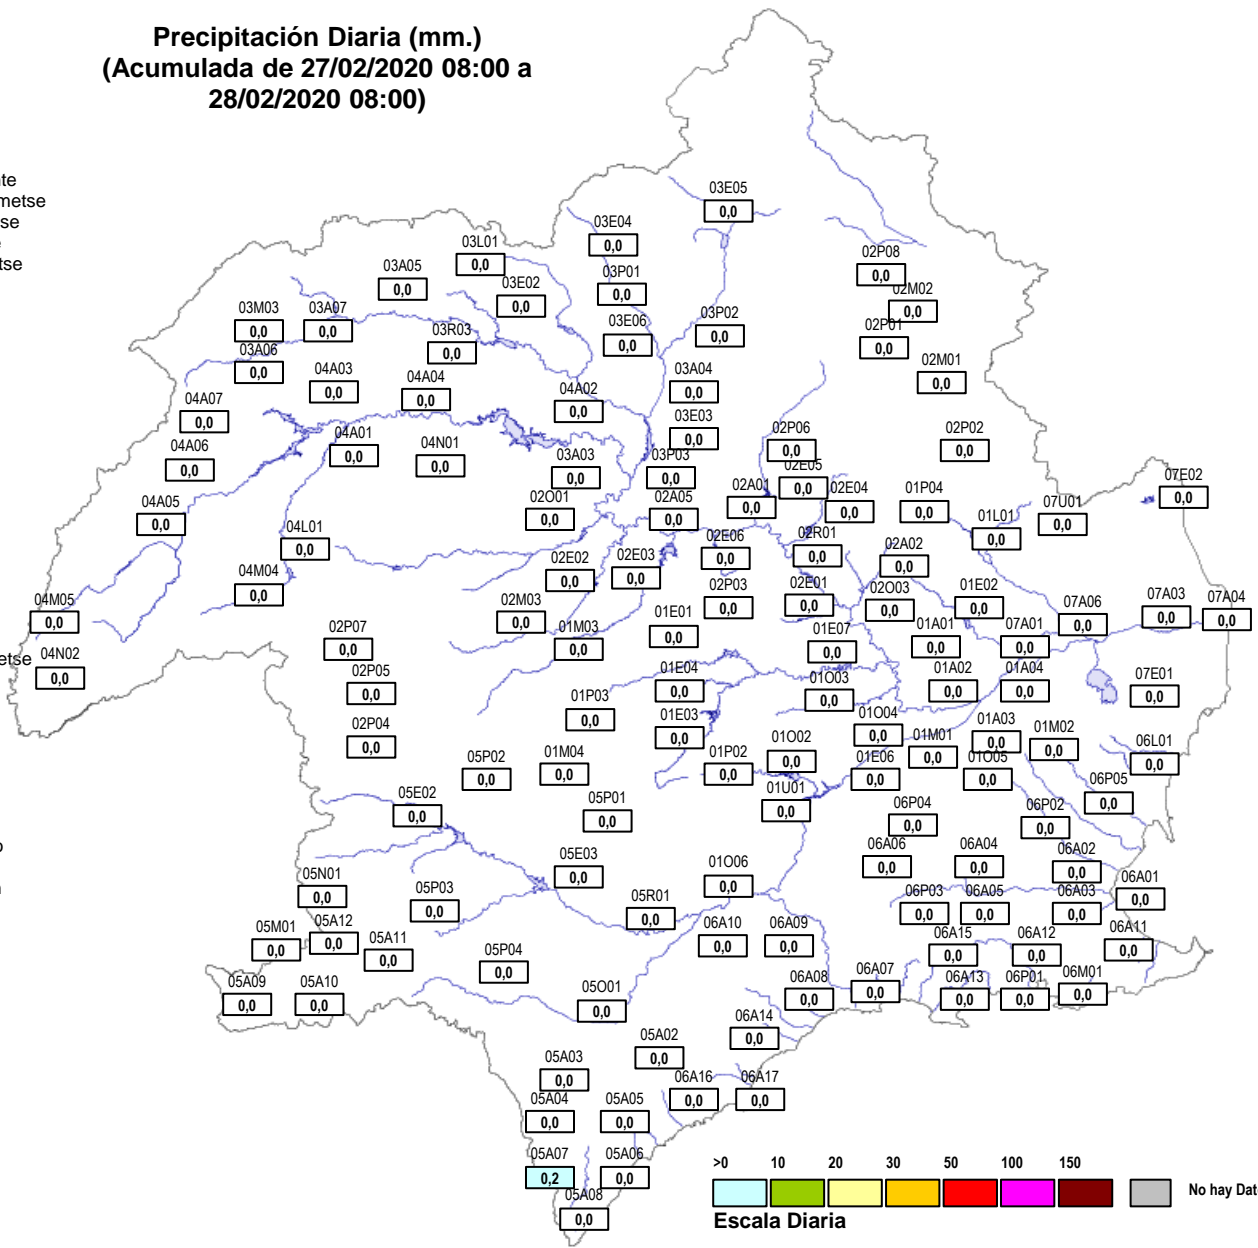 Precipitación Diaria (mm.)
(Acumulada de 27/02/2020 08:00 a
28/02/2020 08:00)
te
metse
se
tse
etse
03E05
0,0
03E04
0,0
03L01
0,0
02P08
0,0
03A05
0,0
03P01
0,0
03E02
0,0
02M02
0,0
03M03
0,0
03A07
0,0
03P02
0,0
03R03
0,0
03E06
0,0
02P01
0,0
03A06
0,0
02M01
0,0
04A03
0,0
04A04
0,0
04A02
0,0
03A04
0,0
04A07
0,0
03E03
0,0
04A01
0,0
04N01
0,0
02P06
0,0
02P02
0,0
04A06
0,0
03A03
0,0
03P03
0,0
02E05
0,0
07E02
0,0
04A05
0,0
02O01
0,0
02A05
0,0
02A01
0,0
02E04
0,0
01P04
0,0
07U01
0,0
01L01
0,0
04L01
0,0
02E06
0,0
02R01
0,0
02A02
0,0
02E02
0,0
02E03
0,0
04M04
0,0
02P03
0,0
02E01
0,0
02O03
0,0
01E02
0,0
04M05
0,0
02M03
0,0
07A06
0,0
07A03
0,0
07A04
0,0
01E01
0,0
01M03
0,0
01E07
0,0
01A01
0,0
07A01
0,0
02P07
0,0
04N02
0,0
02P05
0,0
01E04
0,0
01O03
0,0
01A02
0,0
01A04
0,0
07E01
0,0
01P03
0,0
01E03
0,0
01O04
0,0
01A03
0,0
02P04
0,0
01M01
0,0
01M02
0,0
05P02
0,0
01M04
0,0
01P02
0,0
01O02
0,0
01E06
0,0
01O05
0,0
06L01
0,0
05E02
0,0
05P01
0,0
01U01
0,0
06P04
0,0
06P02
0,0
06P05
0,0
05E03
0,0
01O06
0,0
06A06
0,0
06A04
0,0
06A02
0,0
05N01
0,0
05P03
0,0
05R01
0,0
06P03
0,0
06A05
0,0
06A03
0,0
06A01
0,0
05M01
0,0
05A12
0,0
05A11
0,0
06A10
0,0
06A09
0,0
06A15
0,0
06A12
0,0
06A11
0,0
05P04
0,0
05A09
0,0
05A10
0,0
05O01
0,0
06A08
0,0
06A07
0,0
06A13
0,0
06P01
0,0
06M01
0,0
06A14
0,0
05A02
0,0
05A03
0,0
06A16
0,0
06A17
0,0
05A04
0,0
05A05
0,0
05A07
0,2
05A06
0,0
05A08
0,0
>0 10 20 30 50 100 150
No hay Dat
Escala Diaria